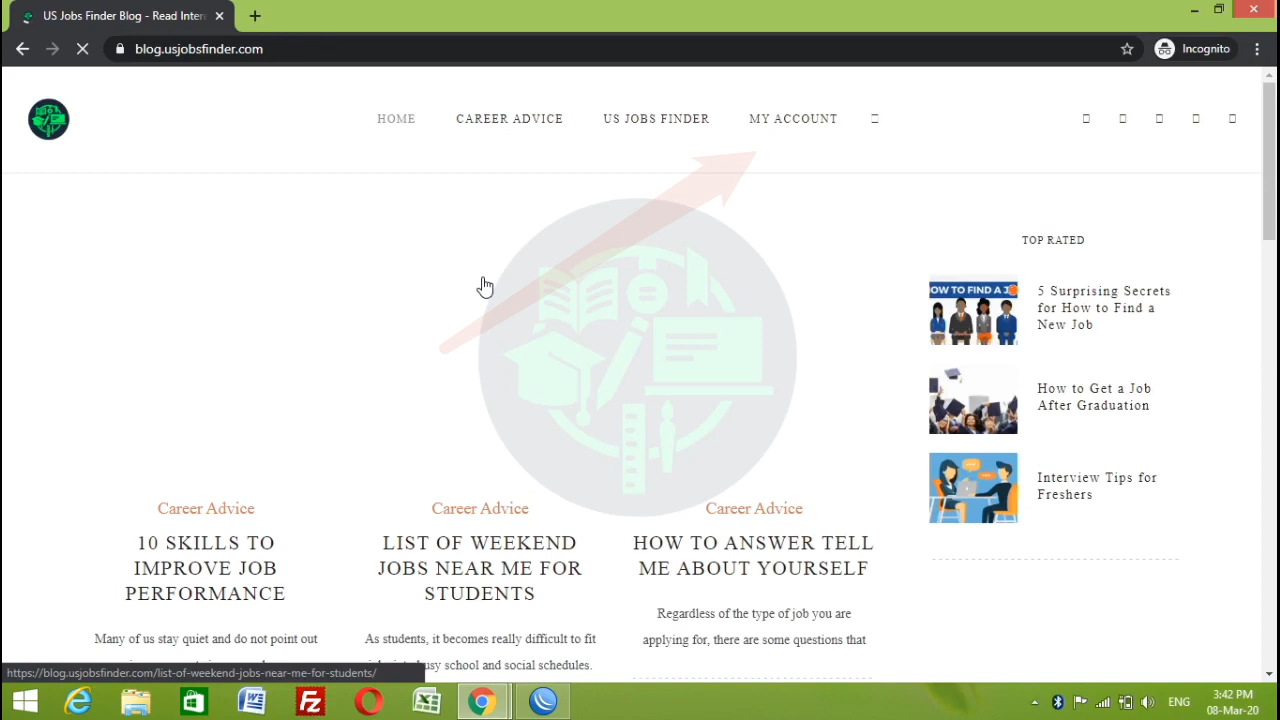 US Jobs Finder Blog - Read Inter
blog.usjobsfinder.com
Incognito
HOME
CAREER ADVICE
US JOBS FINDER
MY ACCOUNT
TOP RATED
OW TO FIND A J
5 Surprising Secrets
for How to Find a
New Job
How to Get a Job
After Graduation
Interview Tips for
Freshers
Career Advice
10 SKILLS TO
IMPROVE JOB
PERFORMANCE
Many of us stay quiet and do not point out
Career Advice
LIST OF WEEKEND
JOBS NEAR ME FOR
STUDENTS
As students, it becomes really difficult to fit
busy school and social schedules.
Career Advice
HOW TO ANSWER TELL
ME ABOUT YOURSELF
Regardless of the type of job you are
applying for, there are some questions that
https://blog.usjobsfinder.com/list-of-weekend-jobs-near-me-for-students/
ENG
3:42 PM
08-Mar-20